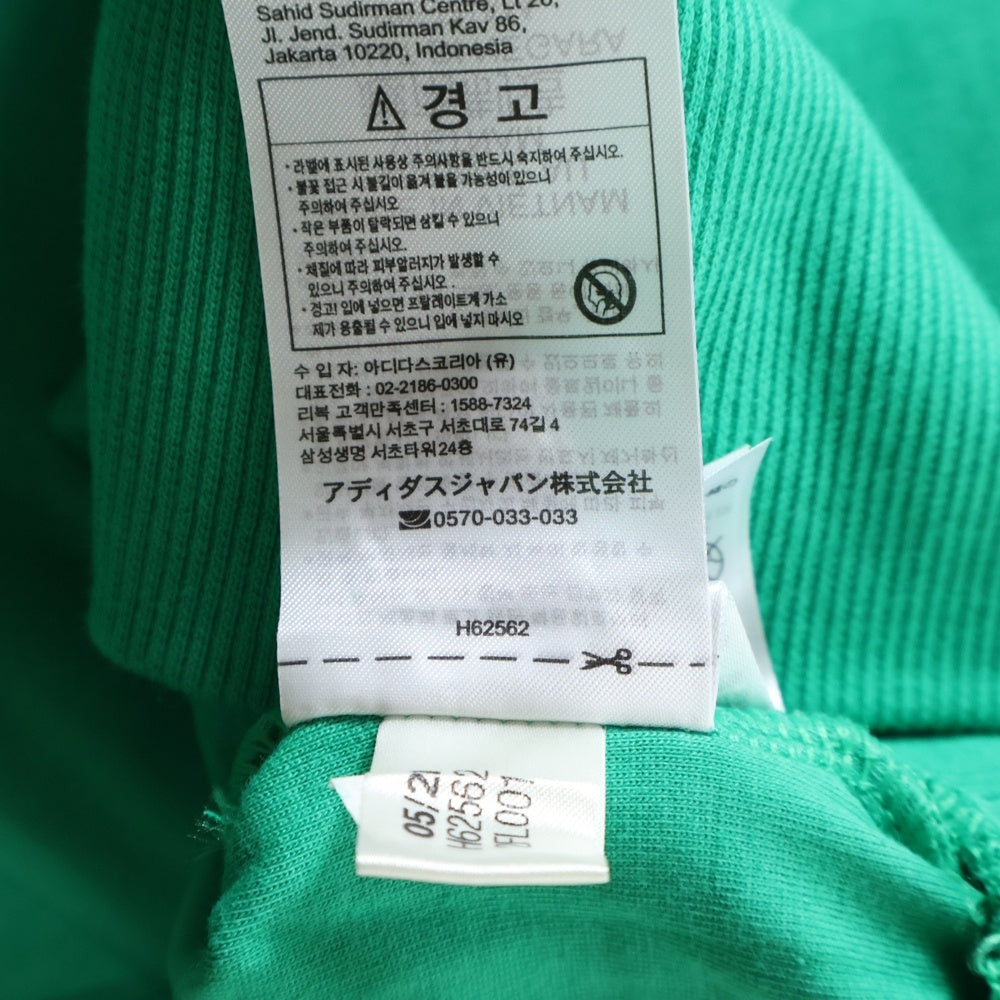 Sahid Sudirman Centre, Lt 26,
Jl. Jend. Sudirman Kav 86,
Jakarta 10220, Indonesia
경 고
• 라벨에 표시된 사용상 주의사항을 반드시 숙지하여 주십시오.
• 불꽃 접근 시 불길이 옮겨 붙을 가능성이 있으니
주의하여 주십시오
• 작은 부품이 탈락되면 삼킬 수 있으니
주의하여 주십시오.
• 재질에 따라 피부알러지가 발생할 수
있으니 주의하여 주십시오 .
• 경고! 입에 넣으면 프탈레이트계 가소
제가 용출될 수 있으니 입에 넣지 마시오
수 입 자: 아디다스코리아 (유)
대표전화 : 02-2186-0300
리복 고객만족센터 : 1588-7324
서울특별시 서초구 서초대로 74길 4
삼성생명 서초타워 24층
アディダスジャパン株式会社
0570-033-033
H62562
05/21
H62562
YFL001